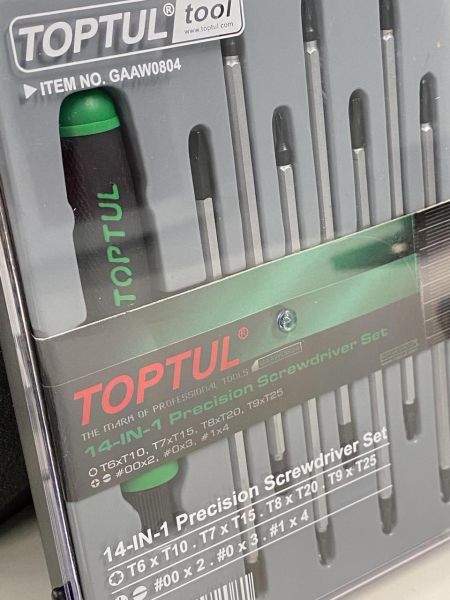 TOPTUL® tool
www.toptul.com
▶ ITEM NO. GAAW0804
TOPTUL
TOPTUL®
THE MARK OF PROFESSIONAL TOOLS
14-IN-1 Precision Screwdriver Set
T6xT10, T7xT15, T8xT20, T9xT25
#00x2, #0x3, #1x4
14-IN-1 Precision Screwdriver Set
T6 x T10 . T7 x T15 . T8 x T20 . T9 x T25
#00 x 2 . #0 x 3 . #1 x 4